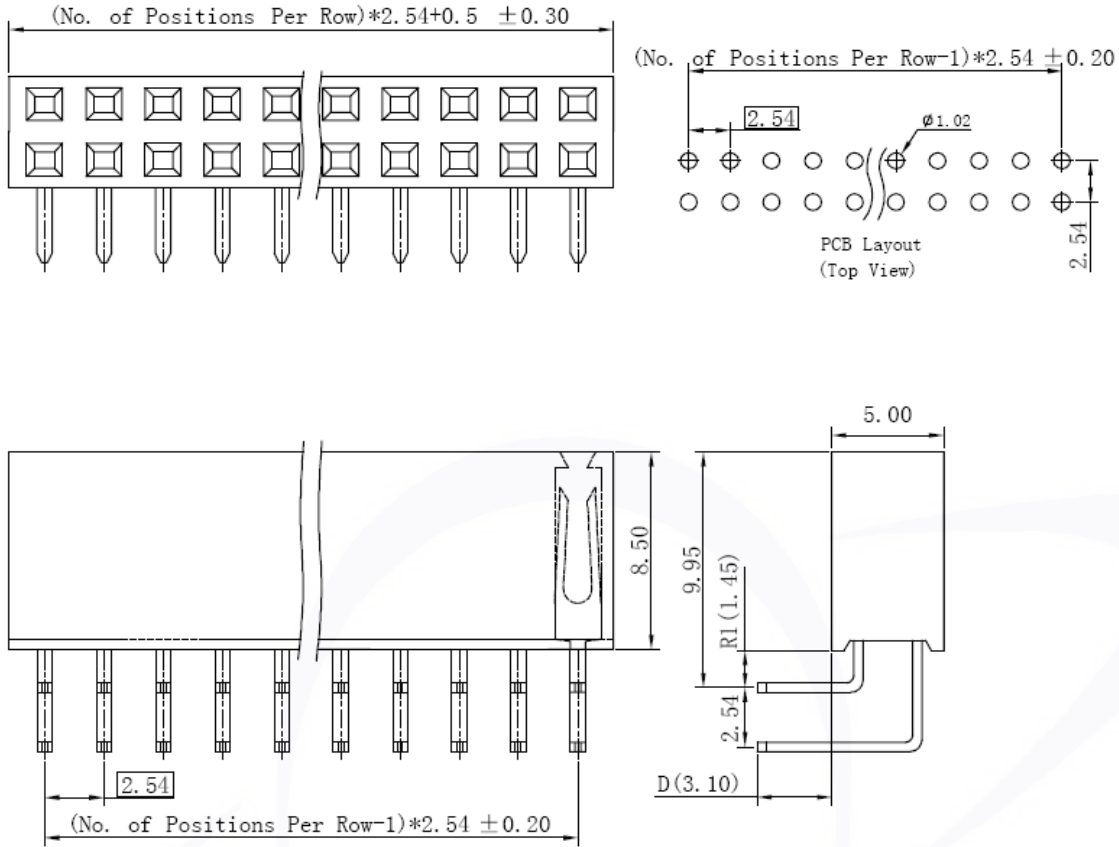 (No. of Positions Per Row)*2.54+0.5 ±0.30
(No. of Positions Per Row-1)*2.54 ±0.20
2.54
ø1.02
2.54
PCB Layout
(Top View)
5.00
8.50
9.95
R1(1.45)
2.54
D(3.10)
2.54
(No. of Positions Per Row-1)*2.54 ±0.20